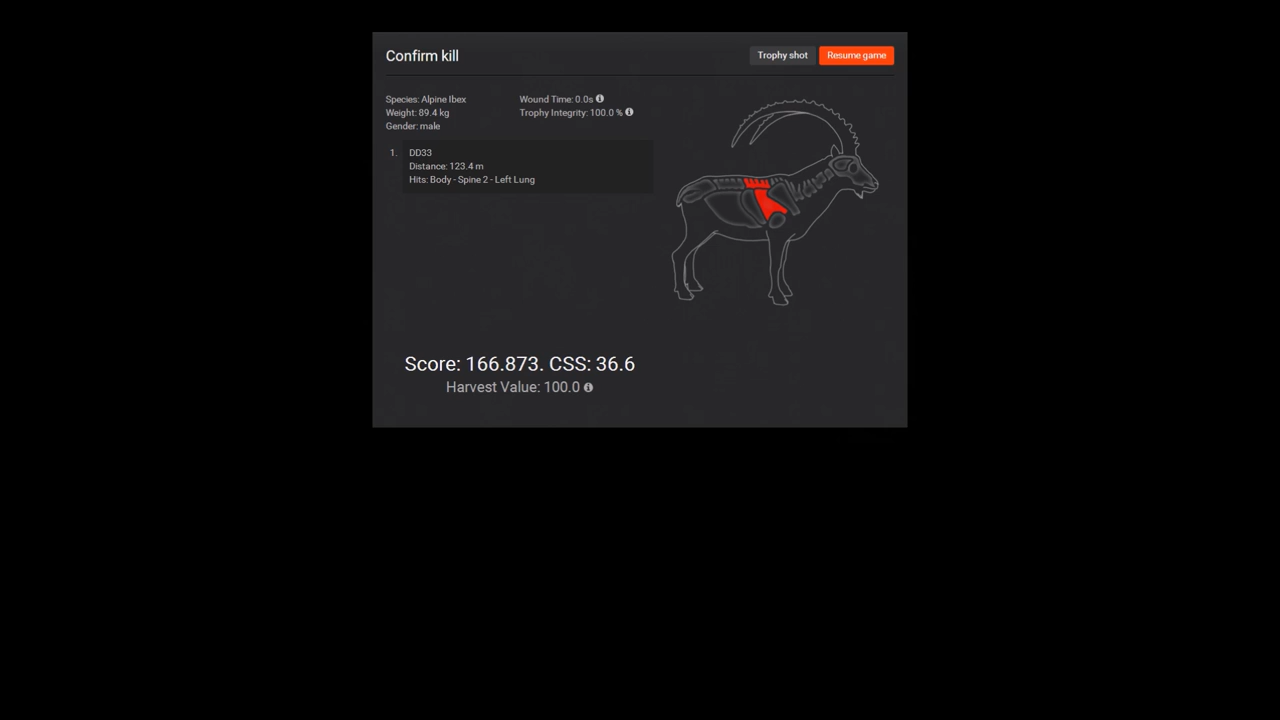 Confirm kill
Trophy shot
Resume game
Species: Alpine Ibex
Weight: 89.4 kg
Gender: male
Wound Time: 0.0s
Trophy Integrity: 100.0 %
1.
DD33
Distance: 123.4 m
Hits: Body - Spine 2 - Left Lung
Score: 166.873. CSS: 36.6
Harvest Value: 100.0